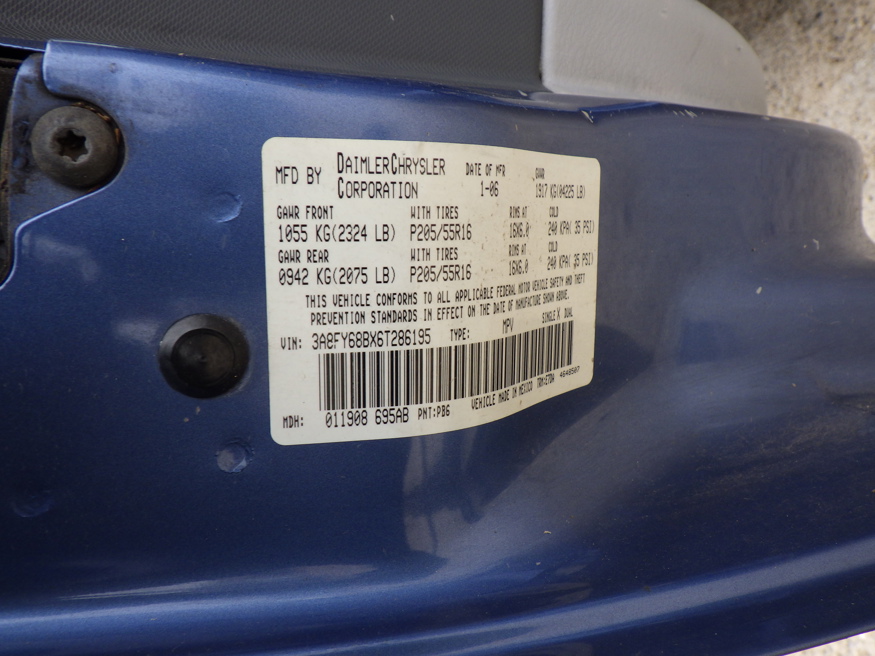 MFD BY DAIMLERCHRYSLER CORPORATION DATE OF MFR 1-06 GVWR 1917 KG(04225 LB)
GAWR FRONT WITH TIRES RIMS AT COLD
1055 KG(2324 LB) P205/55R16 16X6.0 240 KPA( 35 PSI)
GAWR REAR WITH TIRES RIMS AT COLD
0942 KG(2075 LB) P205/55R16 16X6.0 240 KPA( 35 PSI)
THIS VEHICLE CONFORMS TO ALL APPLICABLE FEDERAL MOTOR VEHICLE SAFETY AND THEFT
PREVENTION STANDARDS IN EFFECT ON THE DATE OF MANUFACTURE SHOWN ABOVE.
VIN: 3A8FY68BX6T286195 TYPE: MPV SINGLE X DUAL
MDH: 011908 695AB PNT:PB6 VEHICLE MADE IN MEXICO TRM:E7DA 4648507